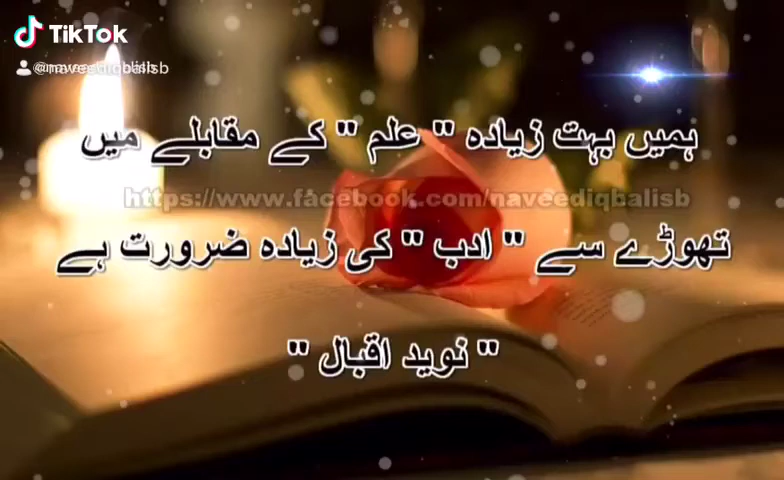 TikTok
@naveediqbalisb
ہمیں بہت زیادہ " علم " کے مقابلے میں
https://www.facebook.com/naveediqbalisb
تھوڑے سے " ادب " کی زیادہ ضرورت ہے
" نوید اقبال "